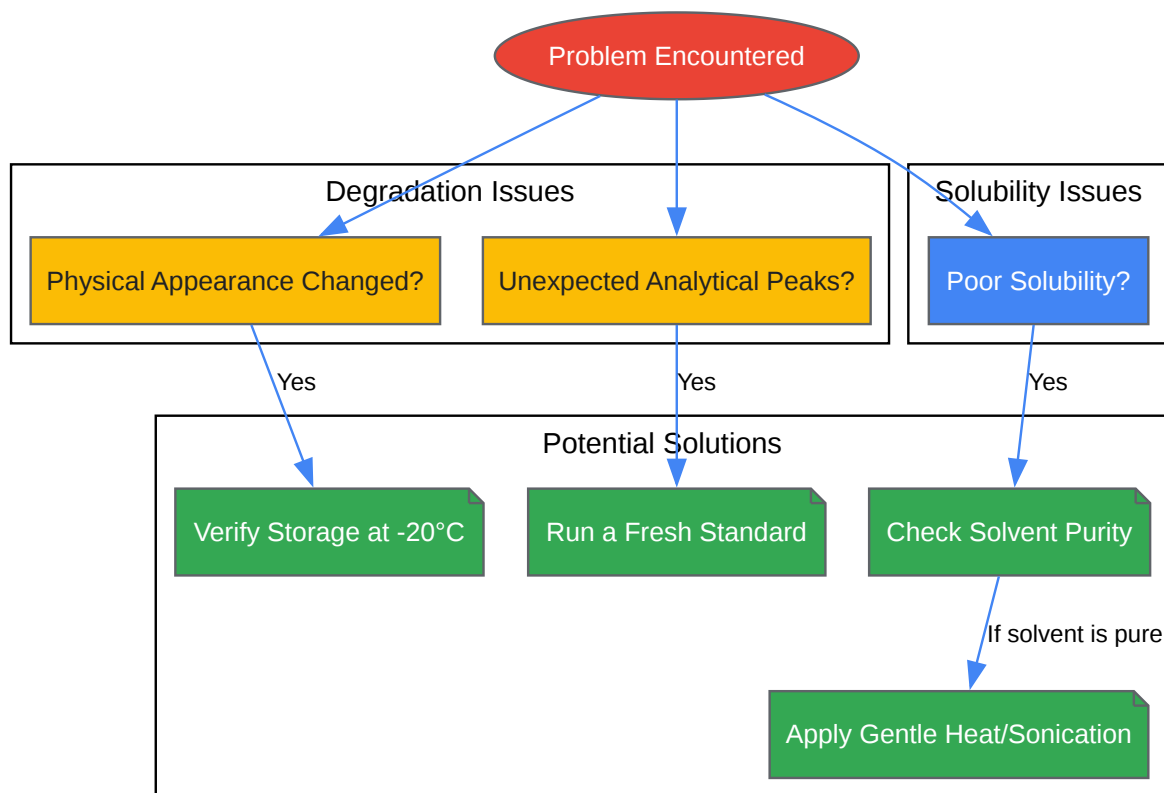 Problem Encountered
Degradation Issues
Solubility Issues
Physical Appearance Changed?
Unexpected Analytical Peaks?
Poor Solubility?
Yes
Yes
Yes
Potential Solutions
Verify Storage at -20°C
Run a Fresh Standard
Check Solvent Purity
If solvent is pure
Apply Gentle Heat/Sonication